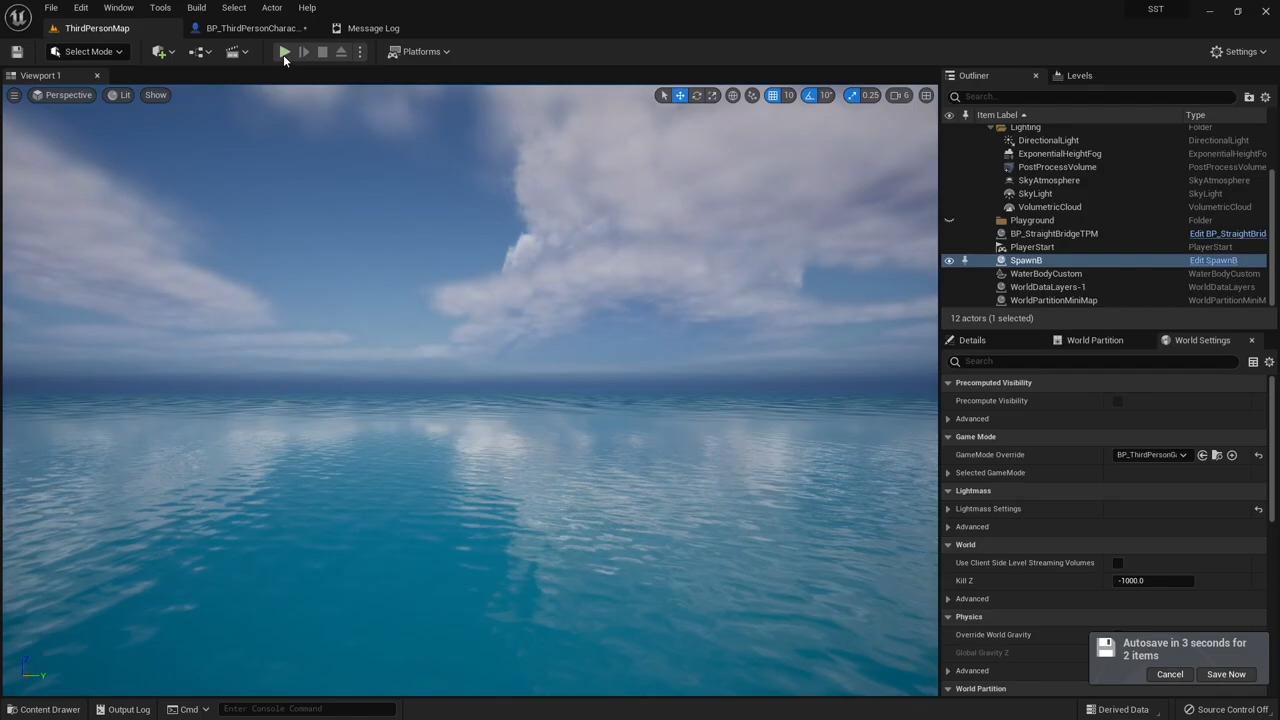 File Edit Window Tools Build Select Actor Help
SST
ThirdPersonMap
BP_ThirdPersonCharac...
Message Log
Select Mode
Platforms
Settings
Viewport 1
Perspective
Lit
Show
10
10°
0.25
6
Outliner
Levels
Search...
Item Label
Type
Lighting Folder
DirectionalLight DirectionalLight
ExponentialHeightFog ExponentialHeightFo
PostProcessVolume PostProcessVolume
SkyAtmosphere SkyAtmosphere
SkyLight SkyLight
VolumetricCloud VolumetricCloud
Playground Folder
BP_StraightBridgeTPM Edit BP_StraightBrid
PlayerStart PlayerStart
SpawnB Edit SpawnB
WaterBodyCustom WaterBodyCustom
WorldDataLayers-1 WorldDataLayers
WorldPartitionMiniMap WorldPartitionMiniM
12 actors (1 selected)
Details
World Partition
World Settings
Search
Precomputed Visibility
Precompute Visibility
Advanced
Game Mode
GameMode Override BP_ThirdPersonGa
Selected GameMode
Lightmass
Lightmass Settings
Advanced
World
Use Client Side Level Streaming Volumes
Kill Z -1000.0
Advanced
Physics
Override World Gravity
Global Gravity Z
Advanced
World Partition
Autosave in 3 seconds for
2 items
Cancel
Save Now
Z
Y
Content Drawer
Output Log
Cmd
Enter Console Command
Derived Data
Source Control Off